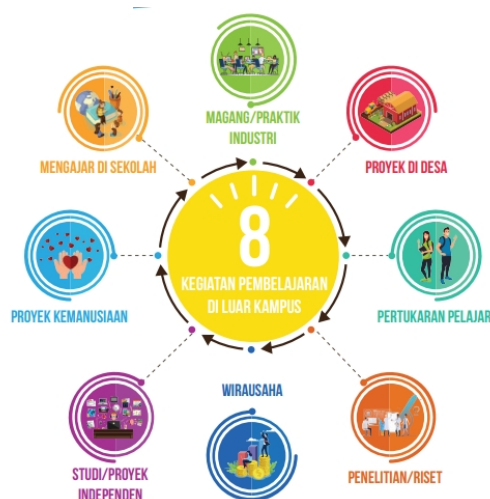 MAGANG/PRAKTIK
INDUSTRI
MENGAJAR DI SEKOLAH
PROYEK DI DESA
8
KEGIATAN PEMBELAJARAN
DI LUAR KAMPUS
PROYEK KEMANUSIAAN
PERTUKARAN PELAJAR
WIRAUSAHA
STUDI/PROYEK
INDEPENDEN
PENELITIAN/RISET